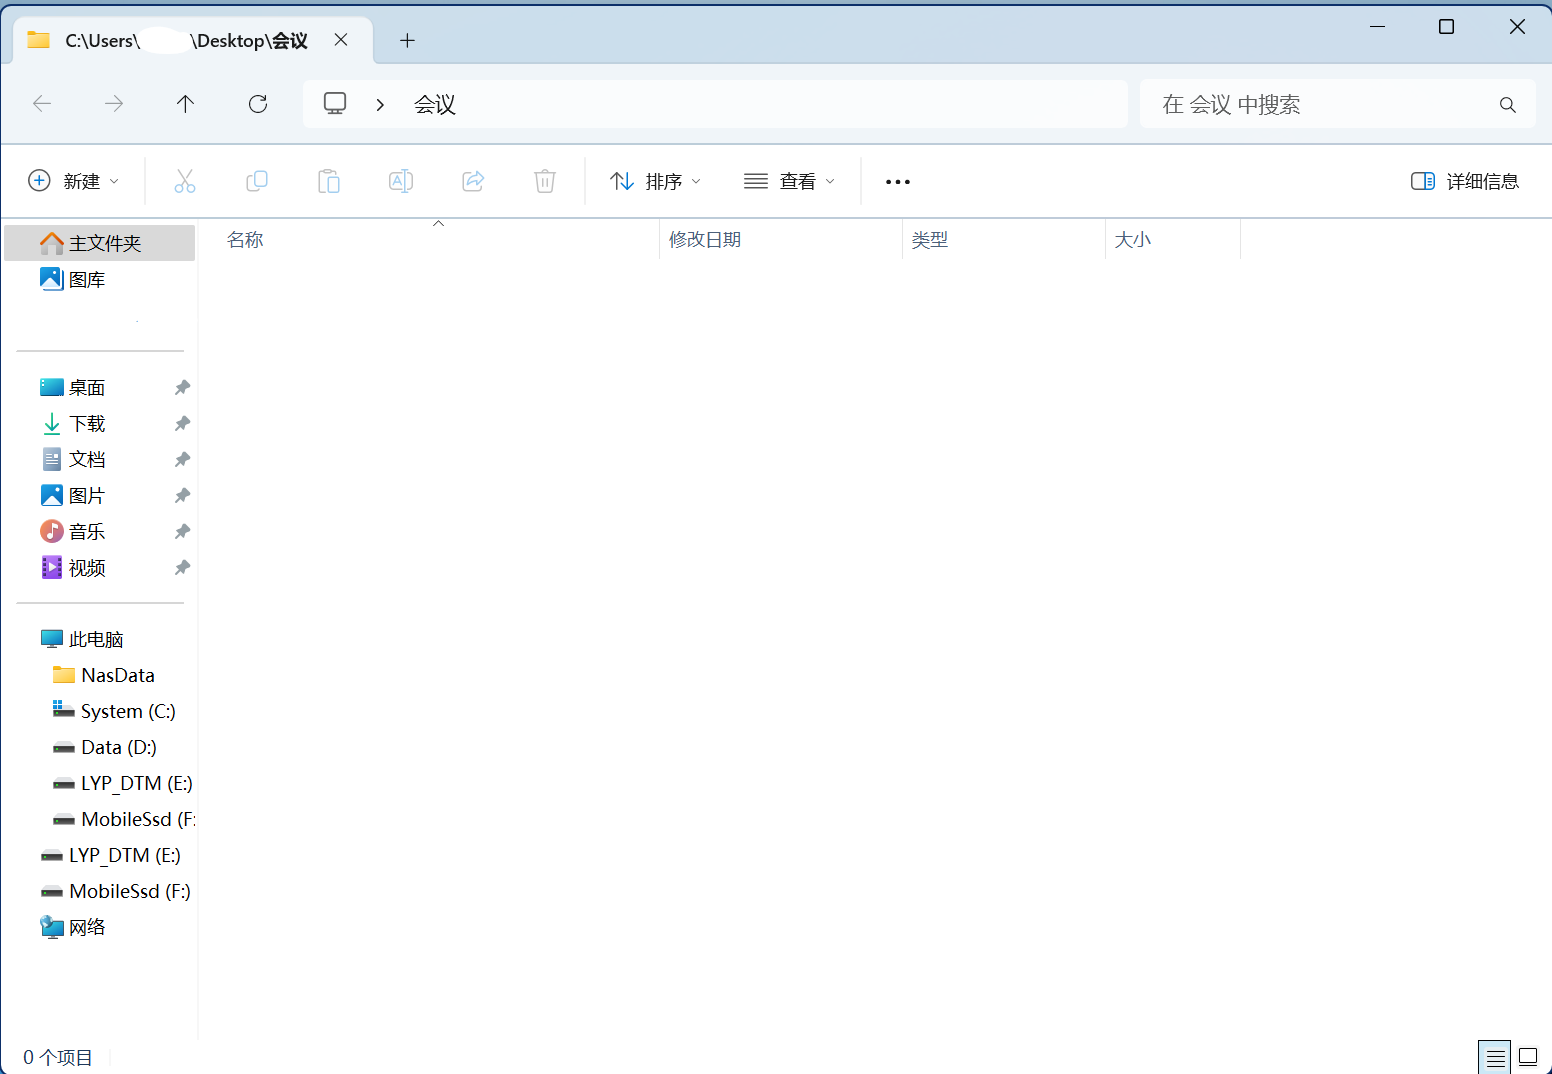 C:\Users\ \Desktop\会议
会议
在 会议 中搜索
新建
排序
查看
详细信息
名称
修改日期
类型
大小
主文件夹
图库
桌面
下载
文档
图片
音乐
视频
此电脑
NasData
System (C:)
Data (D:)
LYP_DTM (E:)
MobileSsd (F:
LYP_DTM (E:)
MobileSsd (F:)
网络
0 个项目